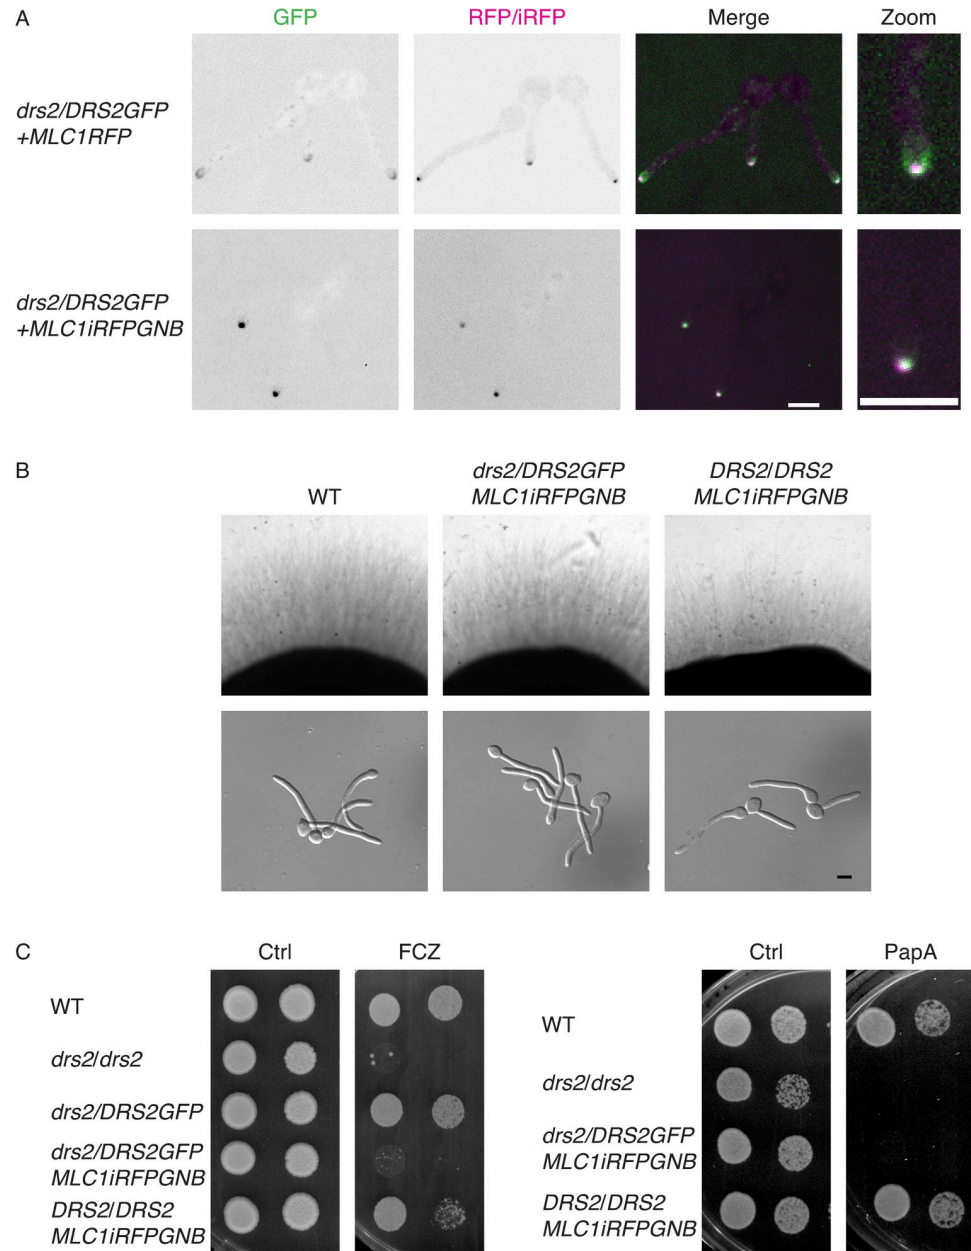 A
GFP
RFP/iRFP
Merge
Zoom
drs2/DRS2GFP
+MLC1RFP
drs2/DRS2GFP
+MLC1iRFPGNB
B
WT
drs2/DRS2GFP
MLC1iRFPGNB
DRS2/DRS2
MLC1iRFPGNB
C
Ctrl
FCZ
WT
drs2/drs2
drs2/DRS2GFP
drs2/DRS2GFP
MLC1iRFPGNB
DRS2/DRS2
MLC1iRFPGNB
Ctrl
PapA
WT
drs2/drs2
drs2/DRS2GFP
MLC1iRFPGNB
DRS2/DRS2
MLC1iRFPGNB